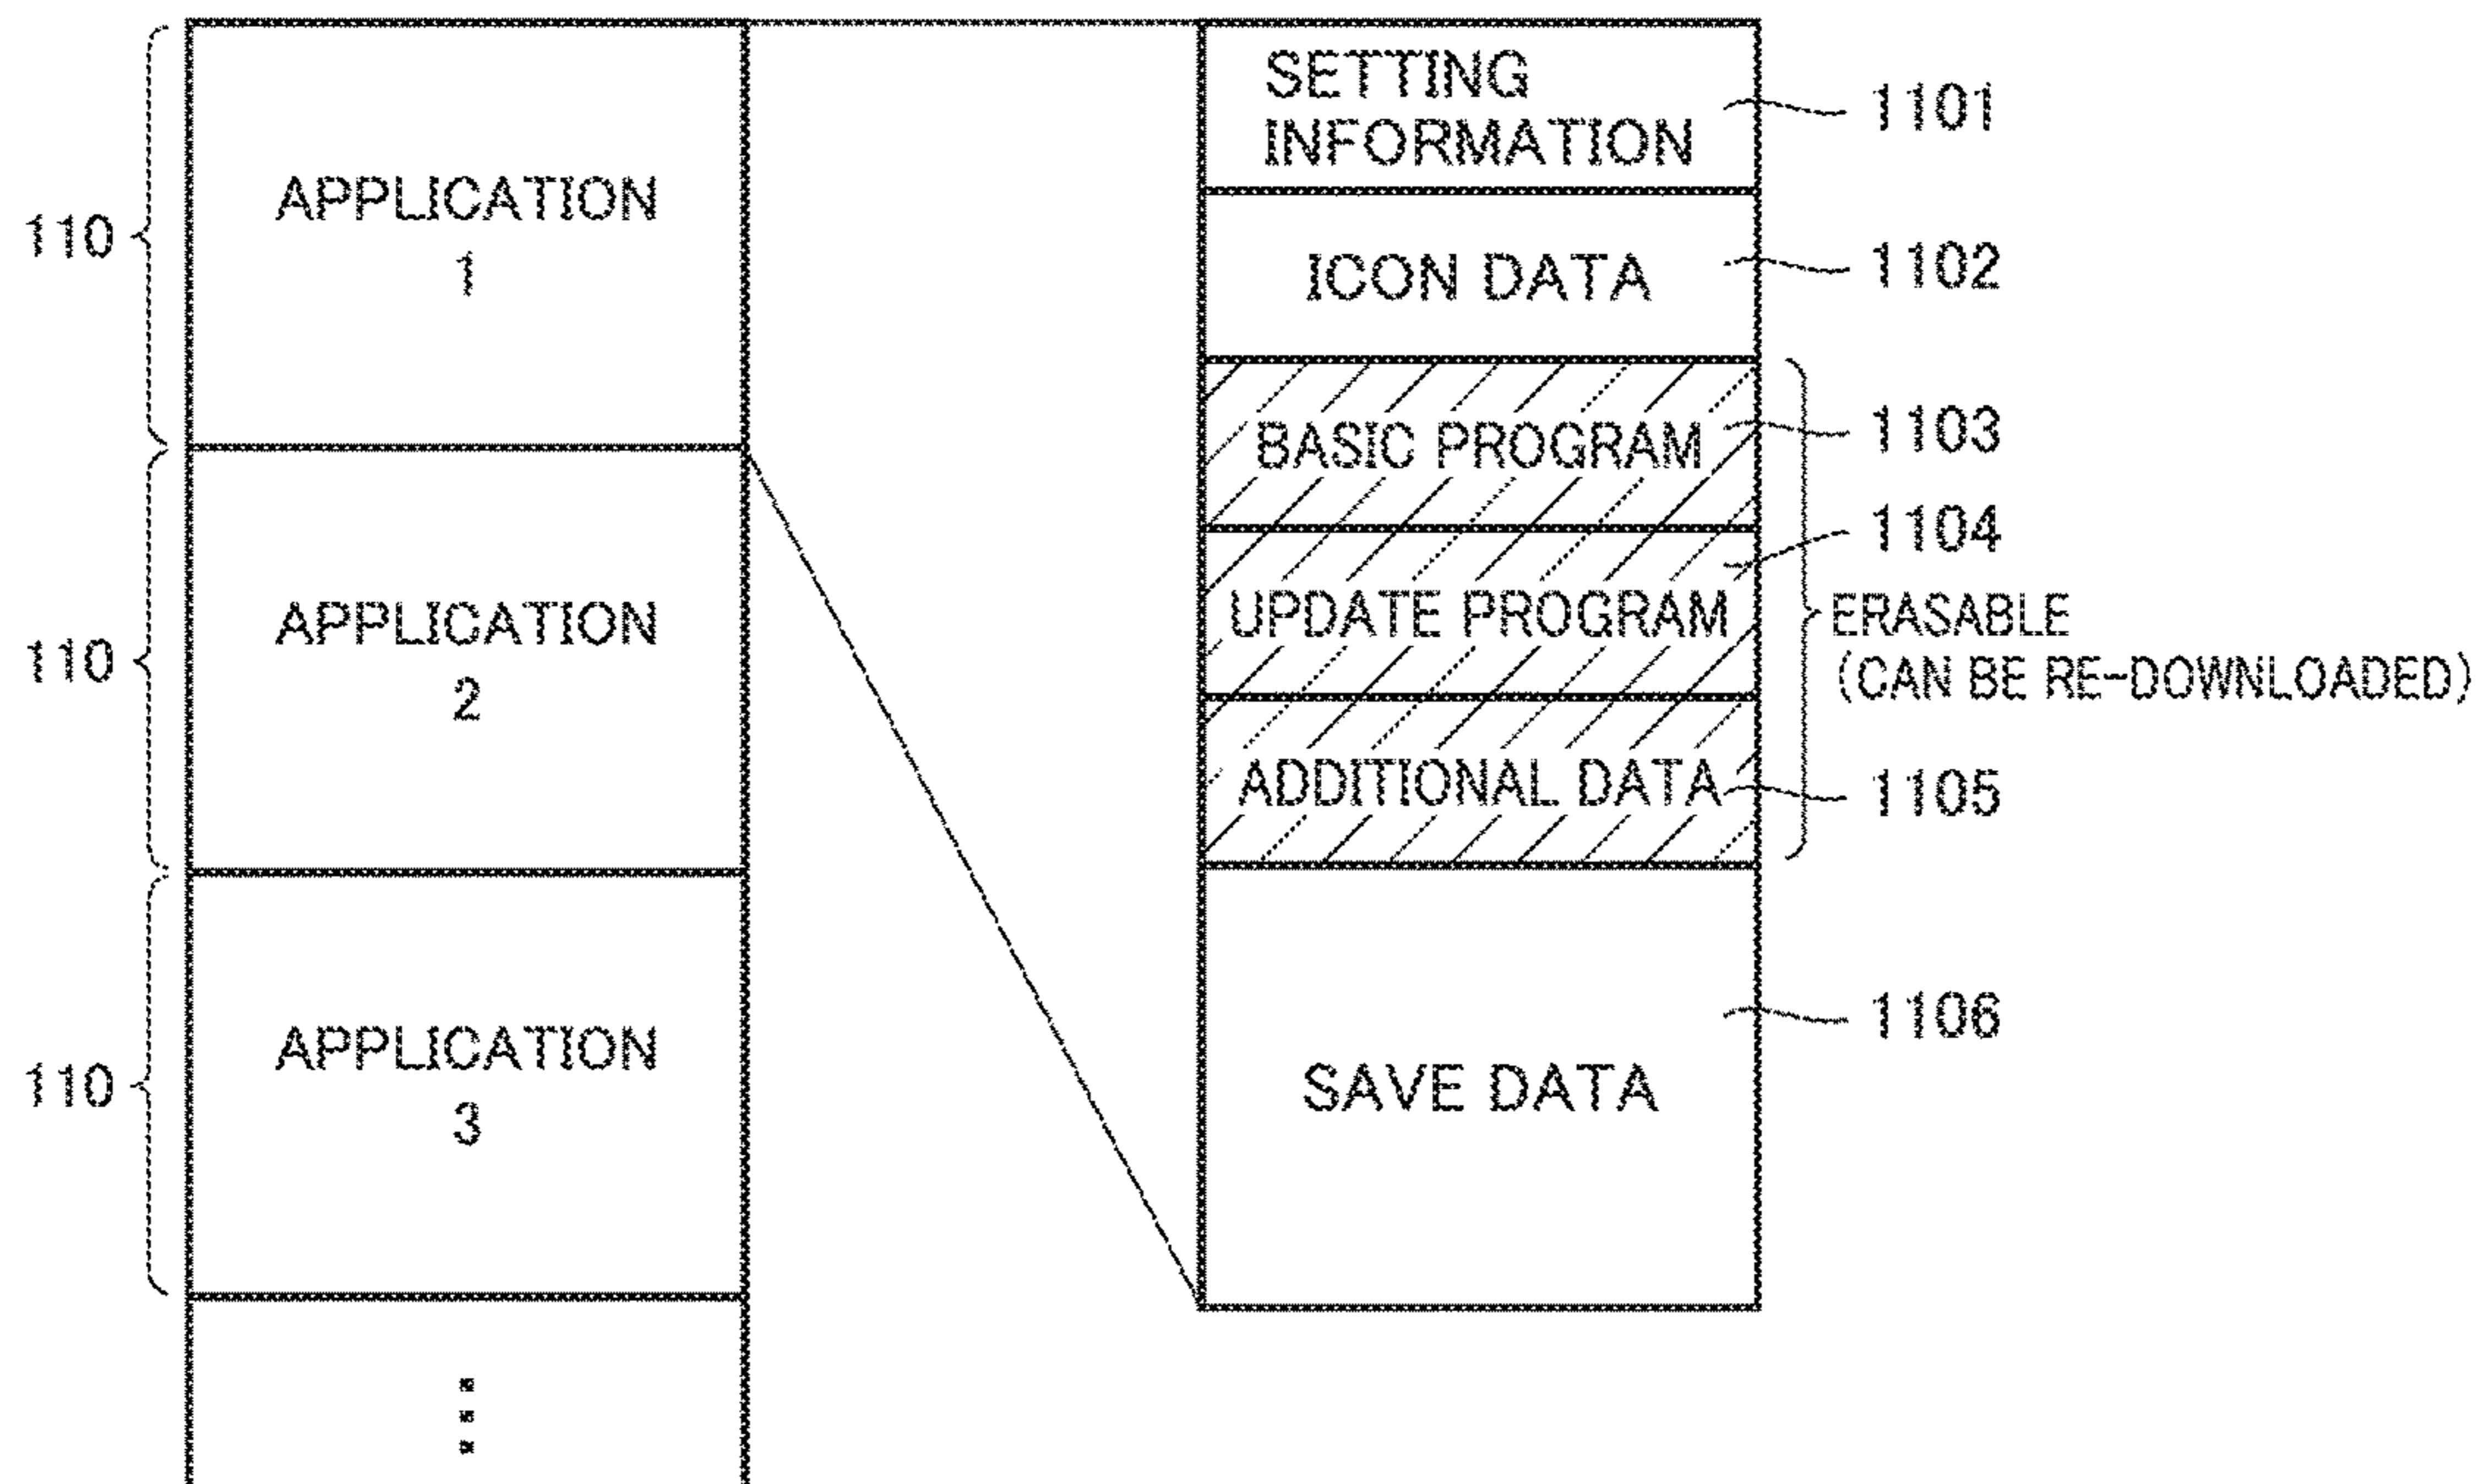 110
APPLICATION
1
110
APPLICATION
2
110
APPLICATION
3
SETTING
INFORMATION
1101
ICON DATA
1102
BASIC PROGRAM
1103
UPDATE PROGRAM
1104
ERASABLE
(CAN BE RE-DOWNLOADED)
ADDITIONAL DATA
1105
SAVE DATA
1106